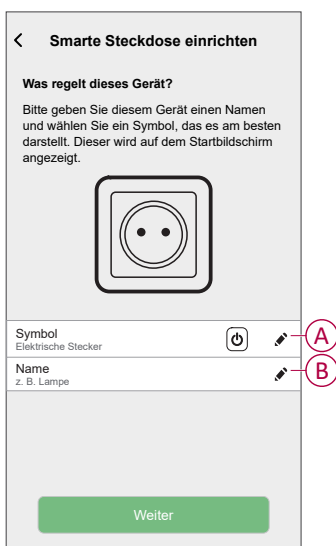 Smarte Steckdose einrichten
Was regelt dieses Gerät?
Bitte geben Sie diesem Gerät einen Namen
und wählen Sie ein Symbol, das es am besten
darstellt. Dieser wird auf dem Startbildschirm
angezeigt.
Symbol
Elektrische Stecker
A
Name
z. B. Lampe
B
Weiter